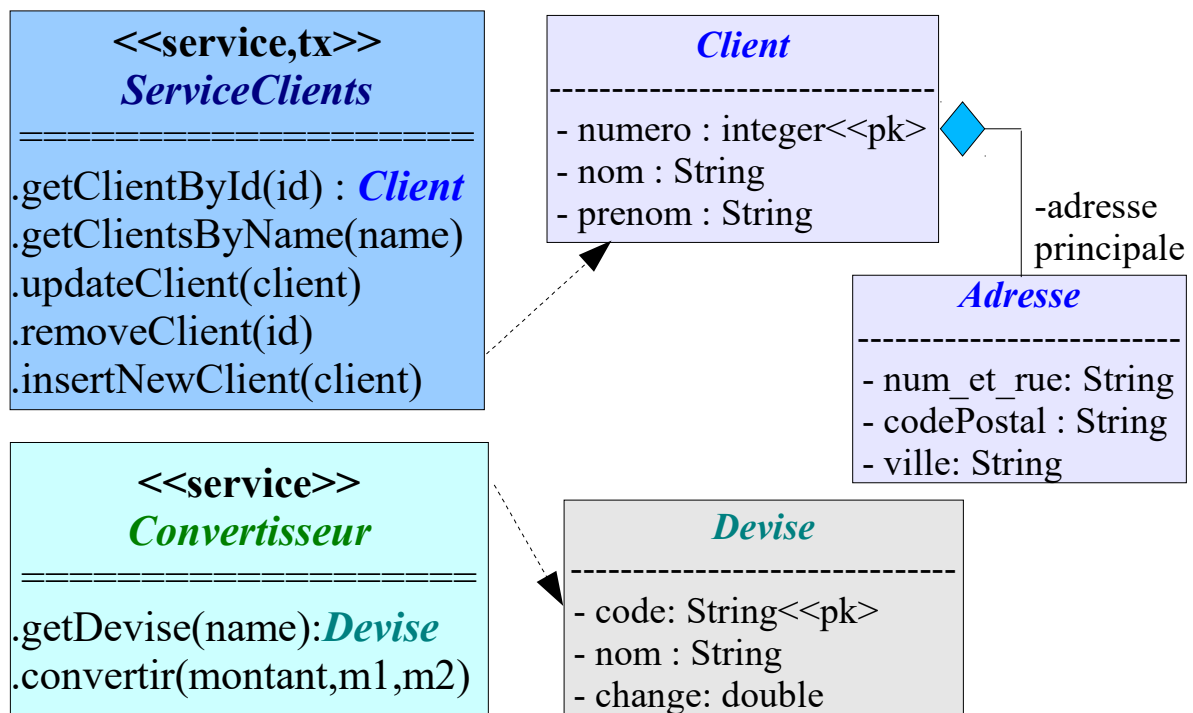 <<service,tx>>
ServiceClients
===================
.getClientById(id) : Client
.getClientsByName(name)
.updateClient(client)
.removeClient(id)
.insertNewClient(client)
Client
--------------------------------
- numero : integer<<pk>
- nom : String
- prenom : String
-adresse
principale
Adresse
---------------------------
- num_et_rue: String
- codePostal : String
- ville: String
<<service>>
Convertisseur
===================
.getDevise(name):Devise
.convertir(montant,m1,m2)
Devise
--------------------------------
- code: String<<pk>
- nom : String
- change: double